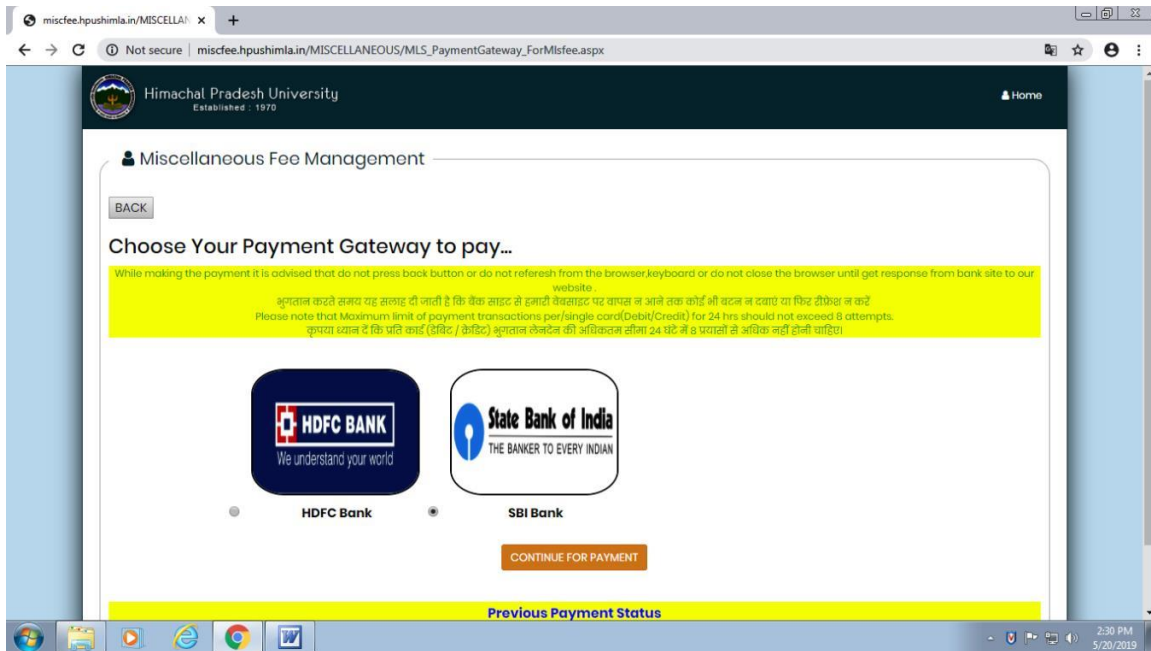 miscfee.hpushimla.in/MISCELLAN
Not secure | miscfee.hpushimla.in/MISCELLANEOUS/MLS_PaymentGateway_ForMIsfee.aspx
Himachal Pradesh University
Established : 1970
Home
Miscellaneous Fee Management
BACK
Choose Your Payment Gateway to pay...
While making the payment it is advised that do not press back button or do not referesh from the browser,keyboard or do not close the browser until get response from bank site to our
website .
भुगतान करते समय यह सलाह दी जाती है कि बैंक साइट से हमारी वेबसाइट पर वापस न आने तक कोई भी बटन न दबाएं या फिर रीफ्रेश न करें
Please note that Maximum limit of payment transactions per/single card(Debit/Credit) for 24 hrs should not exceed 8 attempts.
कृपया ध्यान दें कि प्रति कार्ड (डेबिट / क्रेडिट) भुगतान लेनदेन की अधिकतम सीमा 24 घंटे में 8 प्रयासों से अधिक नहीं होनी चाहिए।
HDFC BANK
We understand your world
State Bank of India
THE BANKER TO EVERY INDIAN
HDFC Bank
SBI Bank
CONTINUE FOR PAYMENT
Previous Payment Status
2:30 PM
5/20/2019